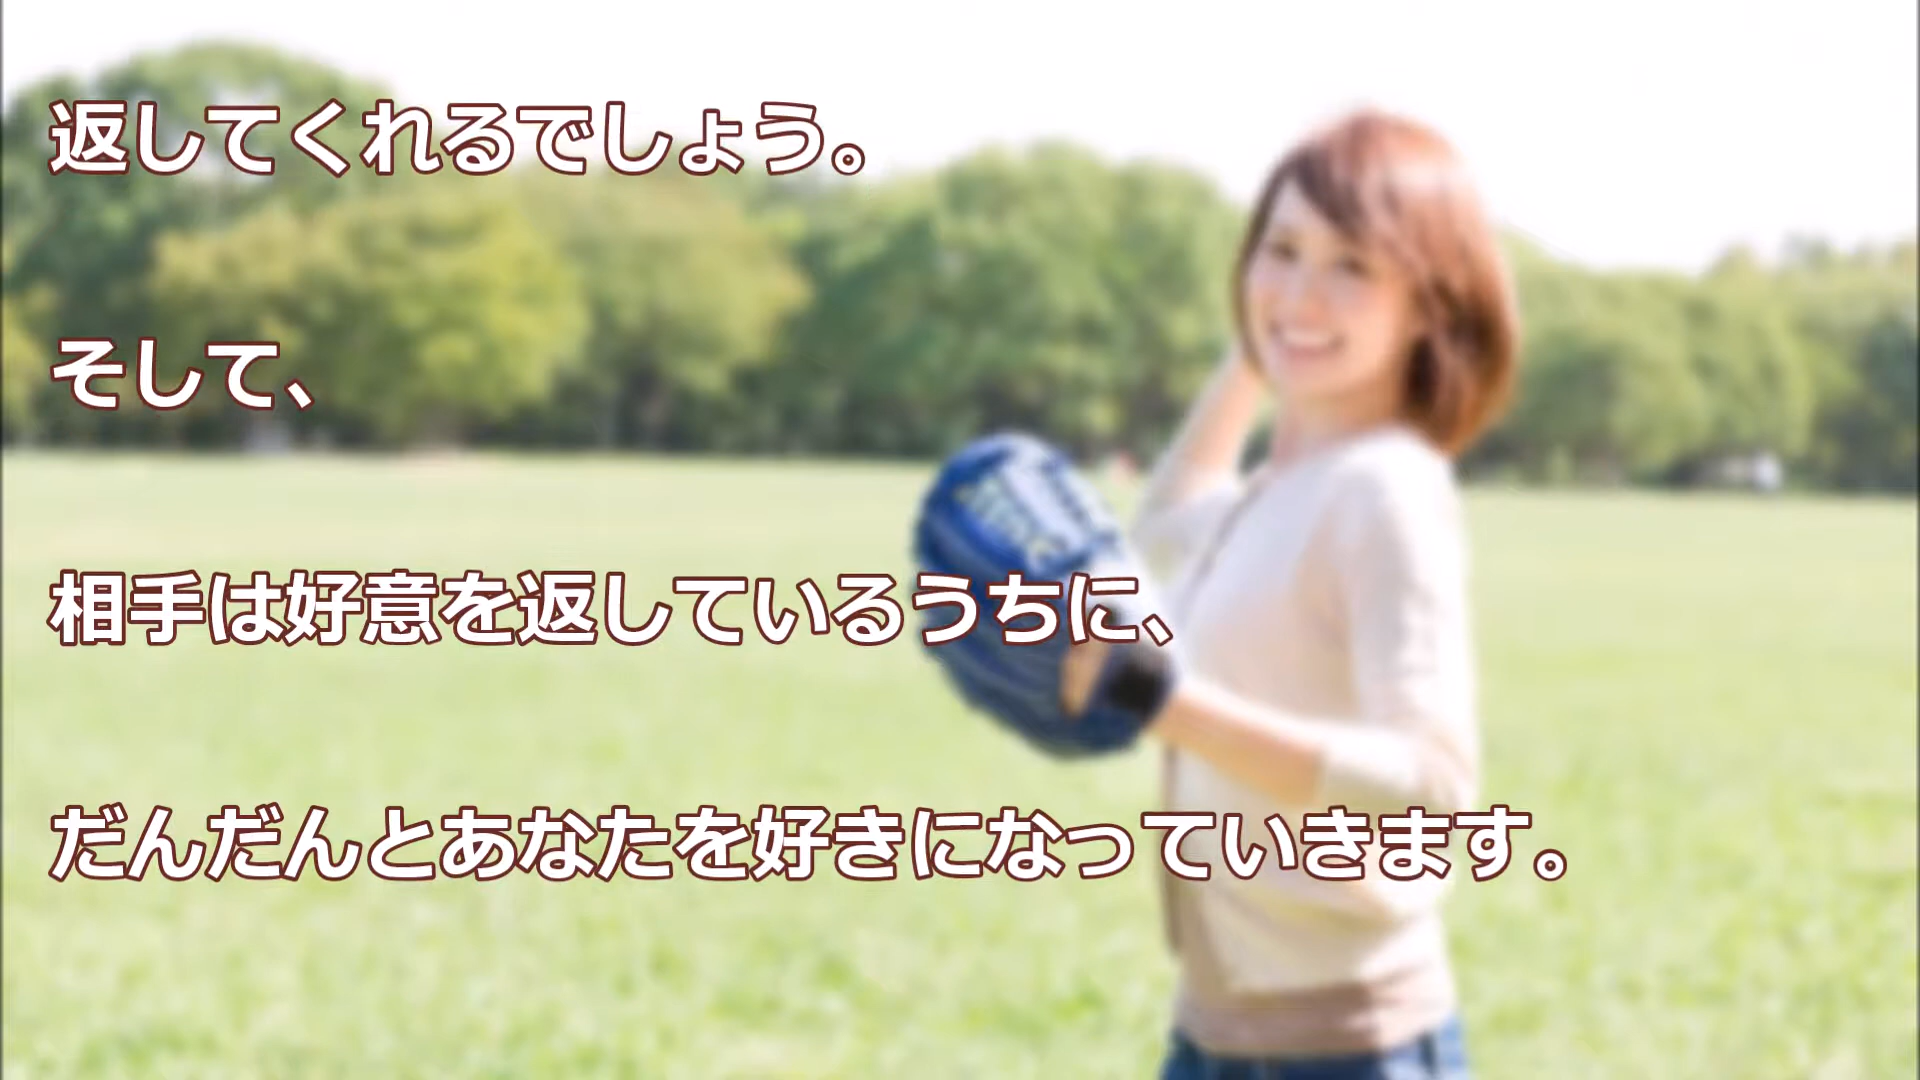 返してくれるでしょう。
そして、
相手は好意を返しているうちに、
だんだんとあなたを好きになっていきます。